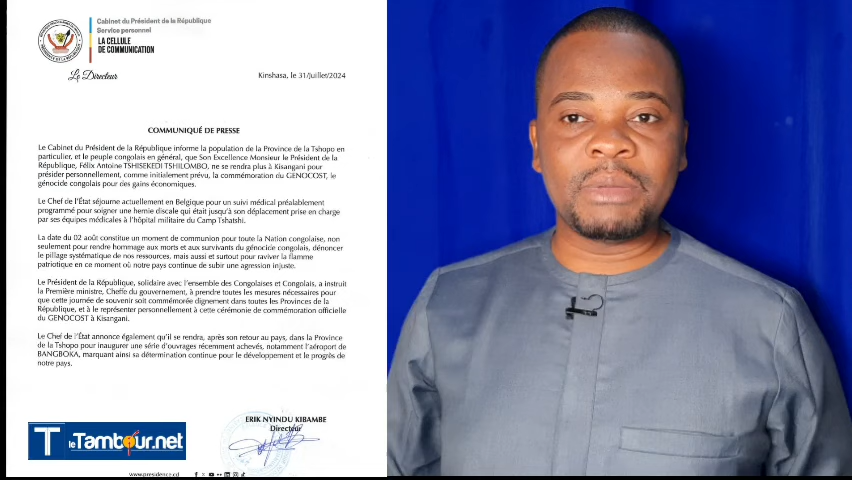 Cabinet du Président de la République
Service personnel
LA CELLULE
DE COMMUNICATION
Le Directeur
Kinshasa, le 31/Juillet/2024
COMMUNIQUÉ DE PRESSE
Le Cabinet du Président de la République informe la population de la Province de la Tshopo en
particulier, et le peuple congolais en général, que Son Excellence Monsieur le Président de la
République, Félix Antoine TSHISEKEDI TSHILOMBO, ne se rendra plus à Kisangani pour
présider personnellement, comme initialement prévu, la commémoration du GENOCOST, le
génocide congolais pour des gains économiques.
Le Chef de l'État séjourne actuellement en Belgique pour un suivi médical préalablement
programmé pour soigner une hernie discale qui était jusqu'à son déplacement prise en charge
par ses équipes médicales à l'hôpital militaire du Camp Tshatshi.
La date du 02 août constitue un moment de communion pour toute la Nation congolaise, non
seulement pour rendre hommage aux morts et aux survivants du génocide congolais, dénoncer
le pillage systématique de nos ressources, mais aussi et surtout pour raviver la flamme
patriotique en ce moment où notre pays continue de subir une agression injuste.
Le Président de la République, solidaire avec l'ensemble des Congolaises et Congolais, a instruit
la Première ministre, Cheffe du gouvernement, à prendre toutes les mesures nécessaires pour
que cette journée de souvenir soit commémorée dignement dans toutes les Provinces de la
République, et à le représenter personnellement à cette cérémonie de commémoration officielle
du GENOCOST à Kisangani.
Le Chef de l'État annonce également qu'il se rendra, après son retour au pays, dans la Province
de la Tshopo pour inaugurer une série d'ouvrages récemment achevés, notamment l'aéroport de
BANGBOKA, marquant ainsi sa détermination continue pour le développement et le progrès de
notre pays.
ERIK NYINDU KIBAMBE
Directeur
T leTambour.net
www.presidence.cd